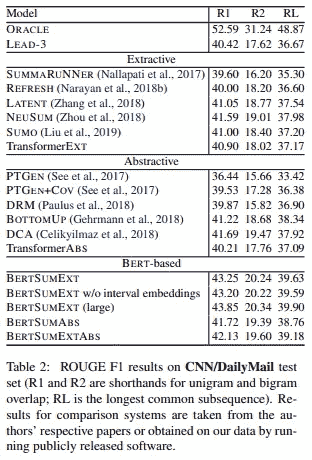 Model R1 R2 RL
ORACLE 52.59 31.24 48.87
LEAD-3 40.42 17.62 36.67
Extractive
SUMMARUNNER (Nallapati et al., 2017) 39.60 16.20 35.30
REFRESH (Narayan et al., 2018b) 40.00 18.20 36.60
LATENT (Zhang et al., 2018) 41.05 18.77 37.54
NEUSUM (Zhou et al., 2018) 41.59 19.01 37.98
SUMO (Liu et al., 2019) 41.00 18.40 37.20
TransformerEXT 40.90 18.02 37.17
Abstractive
PTGEN (See et al., 2017) 36.44 15.66 33.42
PTGEN+COV (See et al., 2017) 39.53 17.28 36.38
DRM (Paulus et al., 2018) 39.87 15.82 36.90
BOTTOMUP (Gehrmann et al., 2018) 41.22 18.68 38.34
DCA (Celikyilmaz et al., 2018) 41.69 19.47 37.92
TransformerABS 40.21 17.76 37.09
BERT-based
BERTSUMEXT 43.25 20.24 39.63
BERTSUMEXT w/o interval embeddings 43.20 20.22 39.59
BERTSUMEXT (large) 43.85 20.34 39.90
BERTSUMABS 41.72 19.39 38.76
BERTSUMEXTABS 42.13 19.60 39.18
Table 2: ROUGE F1 results on CNN/DailyMail test
set (R1 and R2 are shorthands for unigram and bigram
overlap; RL is the longest common subsequence). Re-
sults for comparison systems are taken from the au-
thors' respective papers or obtained on our data by run-
ning publicly released software.